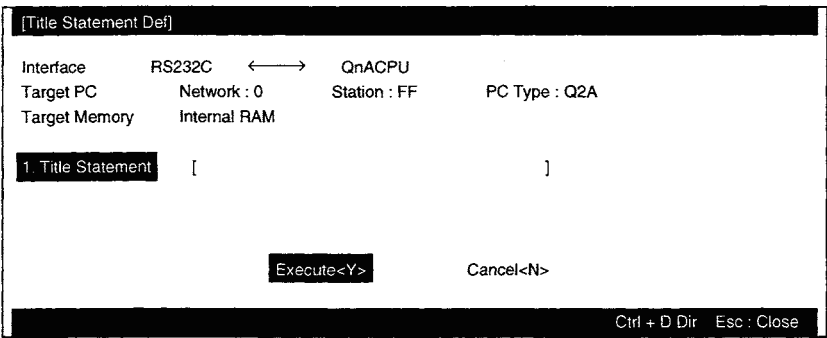 [Title Statement Def]
Interface RS232C ⟷ QnACPU
Target PC Network : 0 Station : FF PC Type : Q2A
Target Memory Internal RAM
1. Title Statement [ ]
Execute<Y> Cancel<N>
Ctrl + D Dir Esc : Close